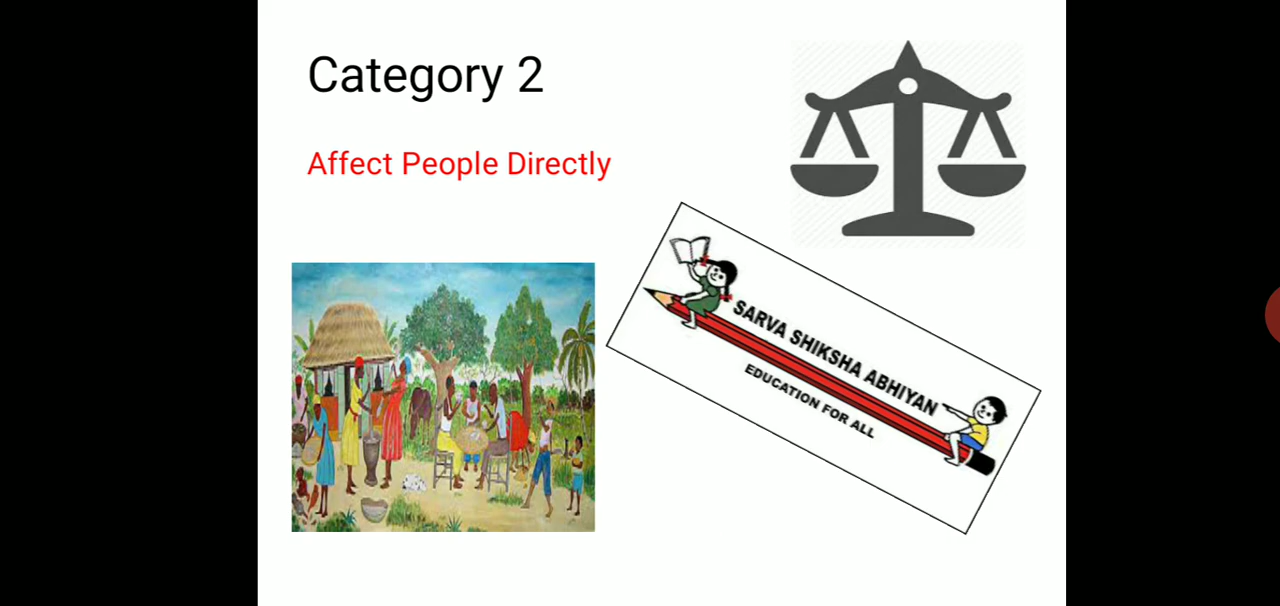 Category 2
Affect People Directly
SARVA SHIKSHA ABHIYAN
EDUCATION FOR ALL